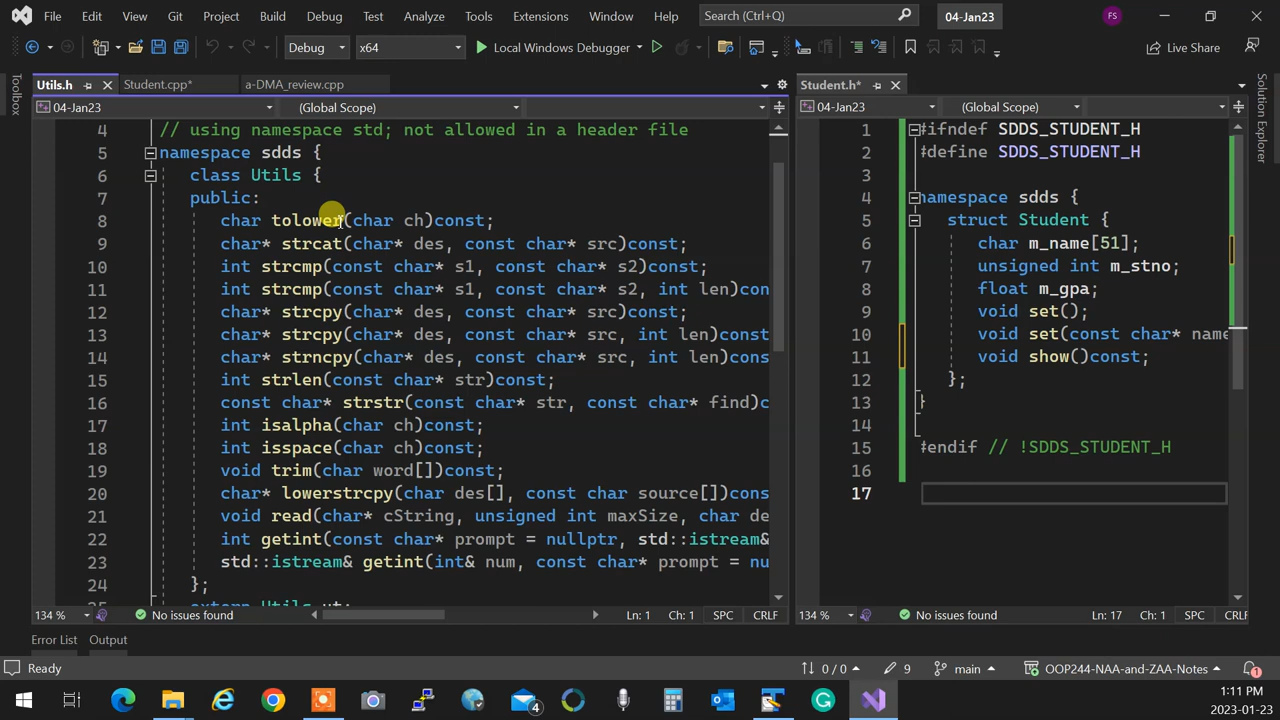 File Edit View Git Project Build Debug Test Analyze Tools Extensions Window Help Search (Ctrl+Q) 04-Jan23 FS
Debug x64 Local Windows Debugger Live Share
Toolbox
Utils.h Student.cpp* a-DMA_review.cpp
04-Jan23 (Global Scope)
4 // using namespace std; not allowed in a header file
5 namespace sdds {
6 class Utils {
7 public:
8 char tolower(char ch)const;
9 char* strcat(char* des, const char* src)const;
10 int strcmp(const char* s1, const char* s2)const;
11 int strcmp(const char* s1, const char* s2, int len)con
12 char* strcpy(char* des, const char* src)const;
13 char* strcpy(char* des, const char* src, int len)const
14 char* strncpy(char* des, const char* src, int len)cons
15 int strlen(const char* str)const;
16 const char* strstr(const char* str, const char* find)c
17 int isalpha(char ch)const;
18 int isspace(char ch)const;
19 void trim(char word[])const;
20 char* lowerstrcpy(char des[], const char source[])cons
21 void read(char* cString, unsigned int maxSize, char de
22 int getint(const char* prompt = nullptr, std::istream&
23 std::istream& getint(int& num, const char* prompt = nu
24 };
25 extern Utils ut;
134 % No issues found Ln: 1 Ch: 1 SPC CRLF
Student.h*
04-Jan23 (Global Scope)
1 #ifndef SDDS_STUDENT_H
2 #define SDDS_STUDENT_H
3
4 namespace sdds {
5 struct Student {
6 char m_name[51];
7 unsigned int m_stno;
8 float m_gpa;
9 void set();
10 void set(const char* name
11 void show()const;
12 };
13 }
14
15 #endif // !SDDS_STUDENT_H
16
17
134 % No issues found Ln: 17 Ch: 1 SPC CRLF
Solution Explorer
Error List Output
Ready 0 / 0 9 main OOP244-NAA-and-ZAA-Notes 1
4
1:11 PM
2023-01-23